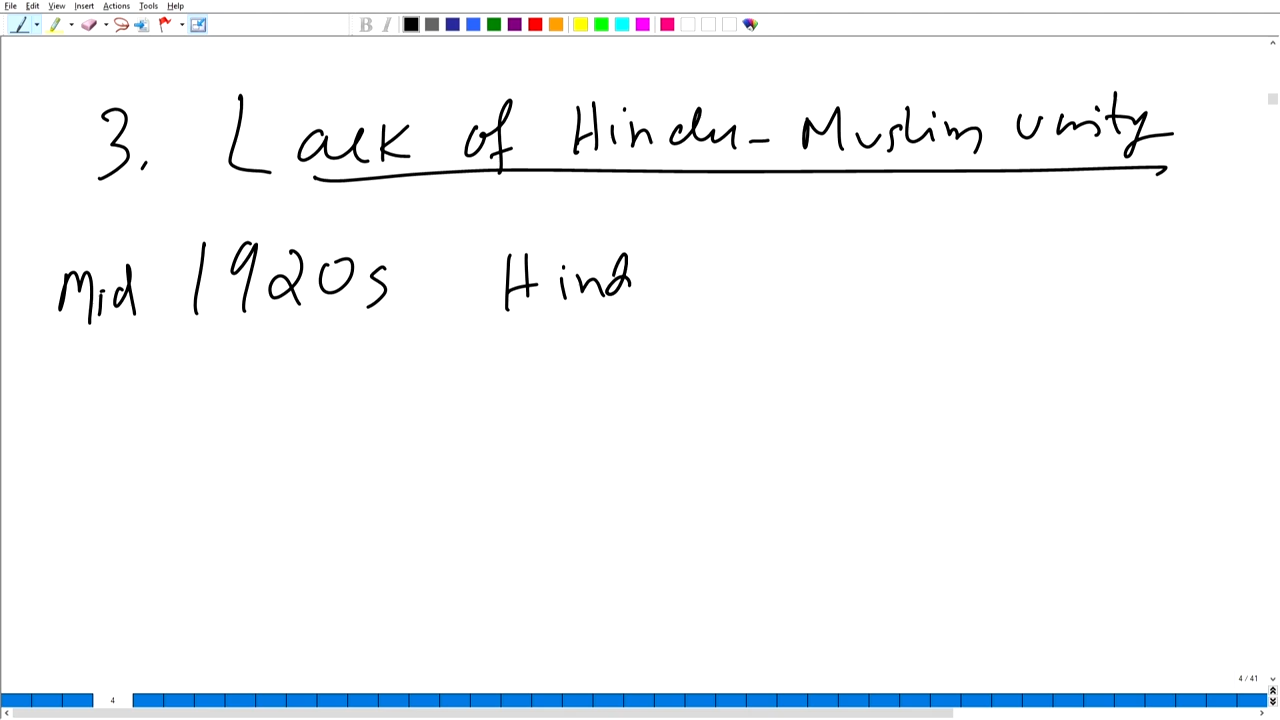 File Edit View Insert Actions Tools Help
B I
3. Lack of Hindu-Muslim unity
Mid 1920s Hind
4 / 41
4